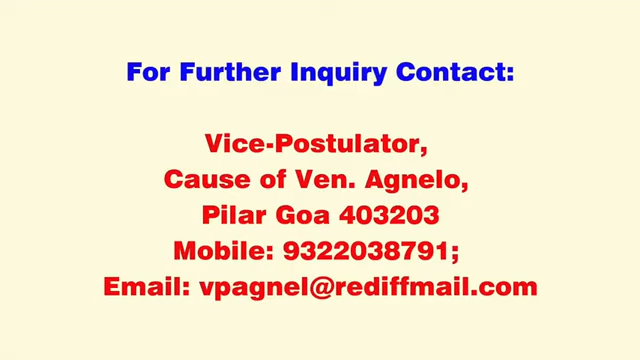 For Further Inquiry Contact:
Vice-Postulator,
Cause of Ven. Agnelo,
Pilar Goa 403203
Mobile: 9322038791;
Email: vpagnel@rediffmail.com